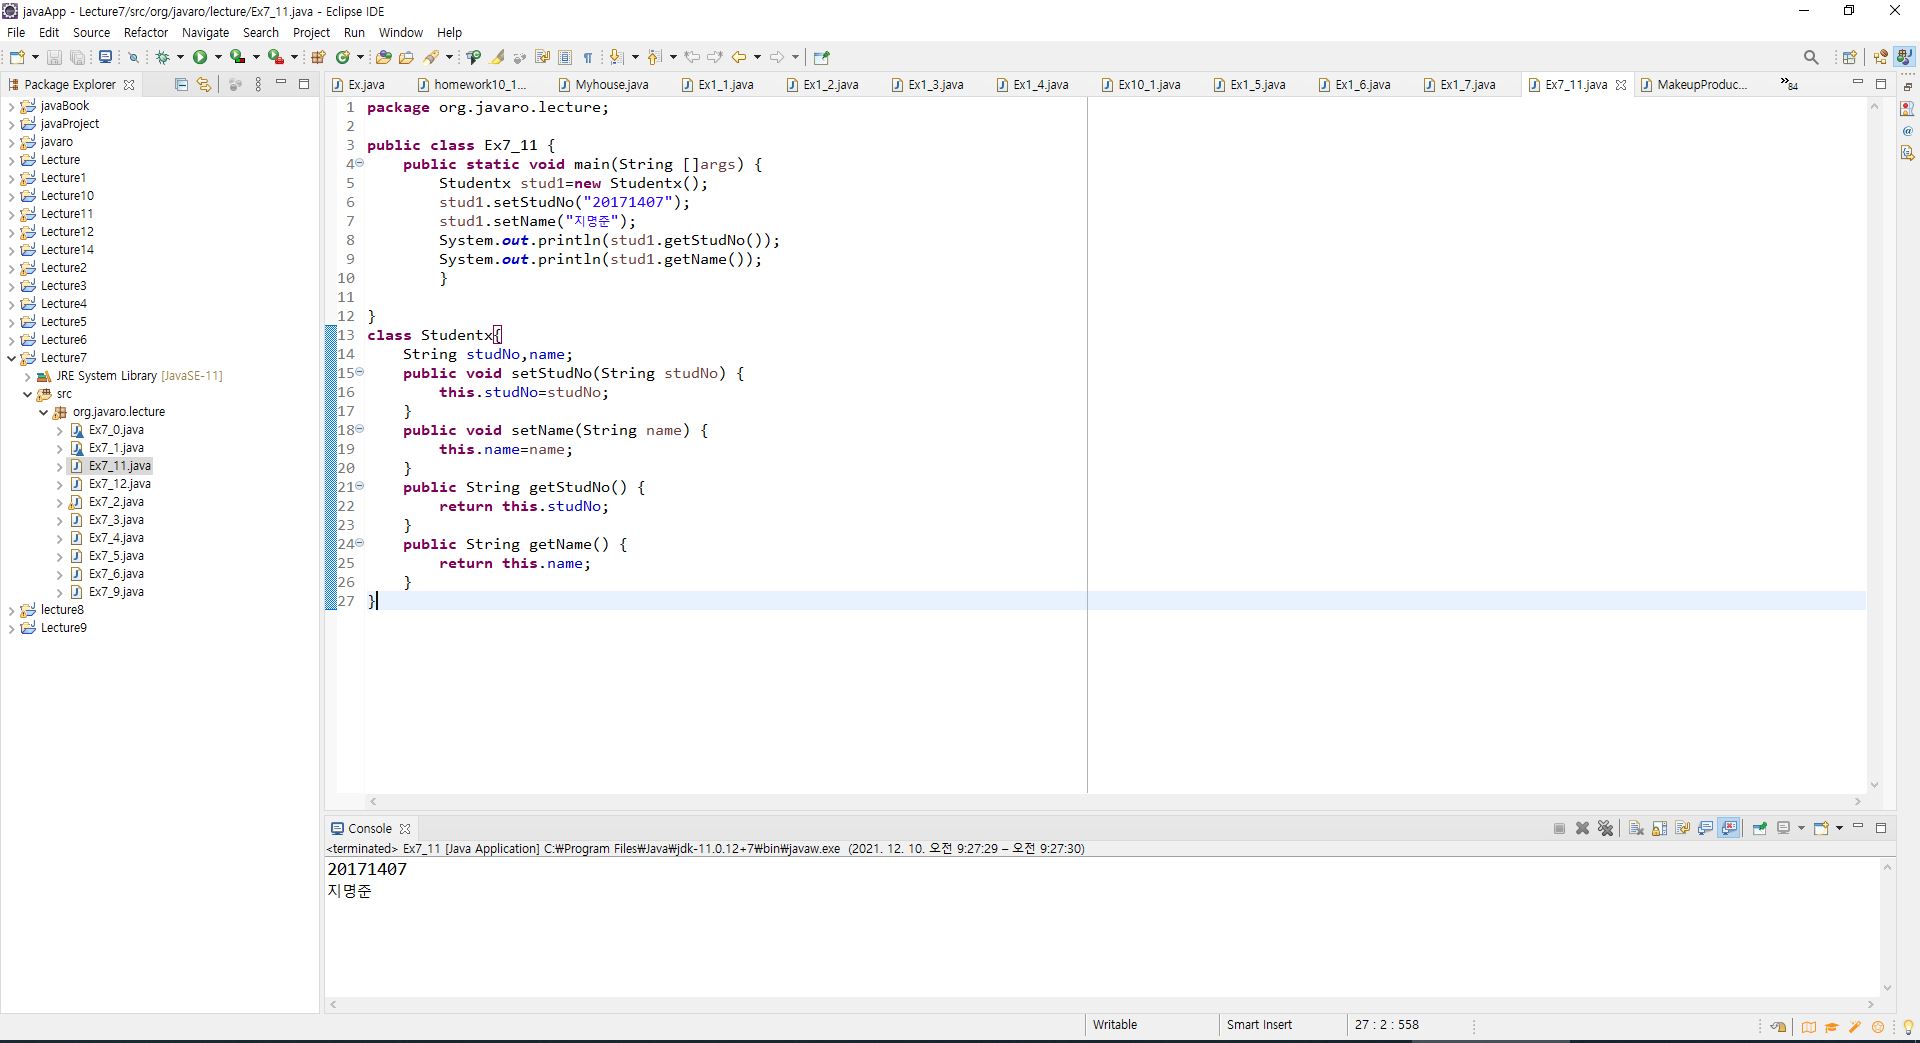 javaApp - Lecture7/src/org/javaro/lecture/Ex7_11.java - Eclipse IDE
File Edit Source Refactor Navigate Search Project Run Window Help
Package Explorer
javaBook
javaProject
javaro
Lecture
Lecture1
Lecture10
Lecture11
Lecture12
Lecture14
Lecture2
Lecture3
Lecture4
Lecture5
Lecture6
Lecture7
JRE System Library [JavaSE-11]
src
org.javaro.lecture
Ex7_0.java
Ex7_1.java
Ex7_11.java
Ex7_12.java
Ex7_2.java
Ex7_3.java
Ex7_4.java
Ex7_5.java
Ex7_6.java
Ex7_9.java
lecture8
Lecture9
Ex.java homework10_1... Myhouse.java Ex1_1.java Ex1_2.java Ex1_3.java Ex1_4.java Ex10_1.java Ex1_5.java Ex1_6.java Ex1_7.java Ex7_11.java MakeupProduc... »84
1 package org.javaro.lecture;
2
3 public class Ex7_11 {
4 public static void main(String []args) {
5 Studentx stud1=new Studentx();
6 stud1.setStudNo("20171407");
7 stud1.setName("지명준");
8 System.out.println(stud1.getStudNo());
9 System.out.println(stud1.getName());
10 }
11
12 }
13 class Studentx{
14 String studNo,name;
15 public void setStudNo(String studNo) {
16 this.studNo=studNo;
17 }
18 public void setName(String name) {
19 this.name=name;
20 }
21 public String getStudNo() {
22 return this.studNo;
23 }
24 public String getName() {
25 return this.name;
26 }
27 }
Console
<terminated> Ex7_11 [Java Application] C:₩Program Files₩Java₩jdk-11.0.12+7₩bin₩javaw.exe (2021. 12. 10. 오전 9:27:29 – 오전 9:27:30)
20171407
지명준
Writable Smart Insert 27 : 2 : 558